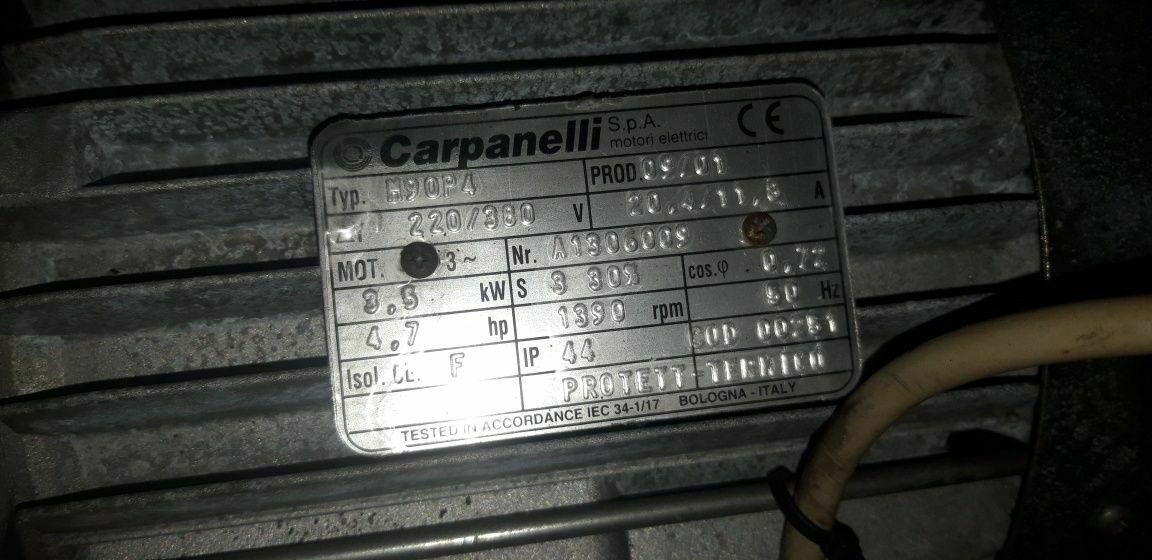 Carpanelli S.p.A. motori elettrici CE
Typ. M90P4 PROD. 09/01
220/380 V 20,4/11,8 A
MOT. 3~ Nr. A1306009
3,5 kW S 3 30% cos.φ 0,72
4,7 hp 1390 rpm 50 Hz
Isol. CL. F IP 44 COD 00251
PROTETT-TERMICO
TESTED IN ACCORDANCE IEC 34-1/17 BOLOGNA - ITALY